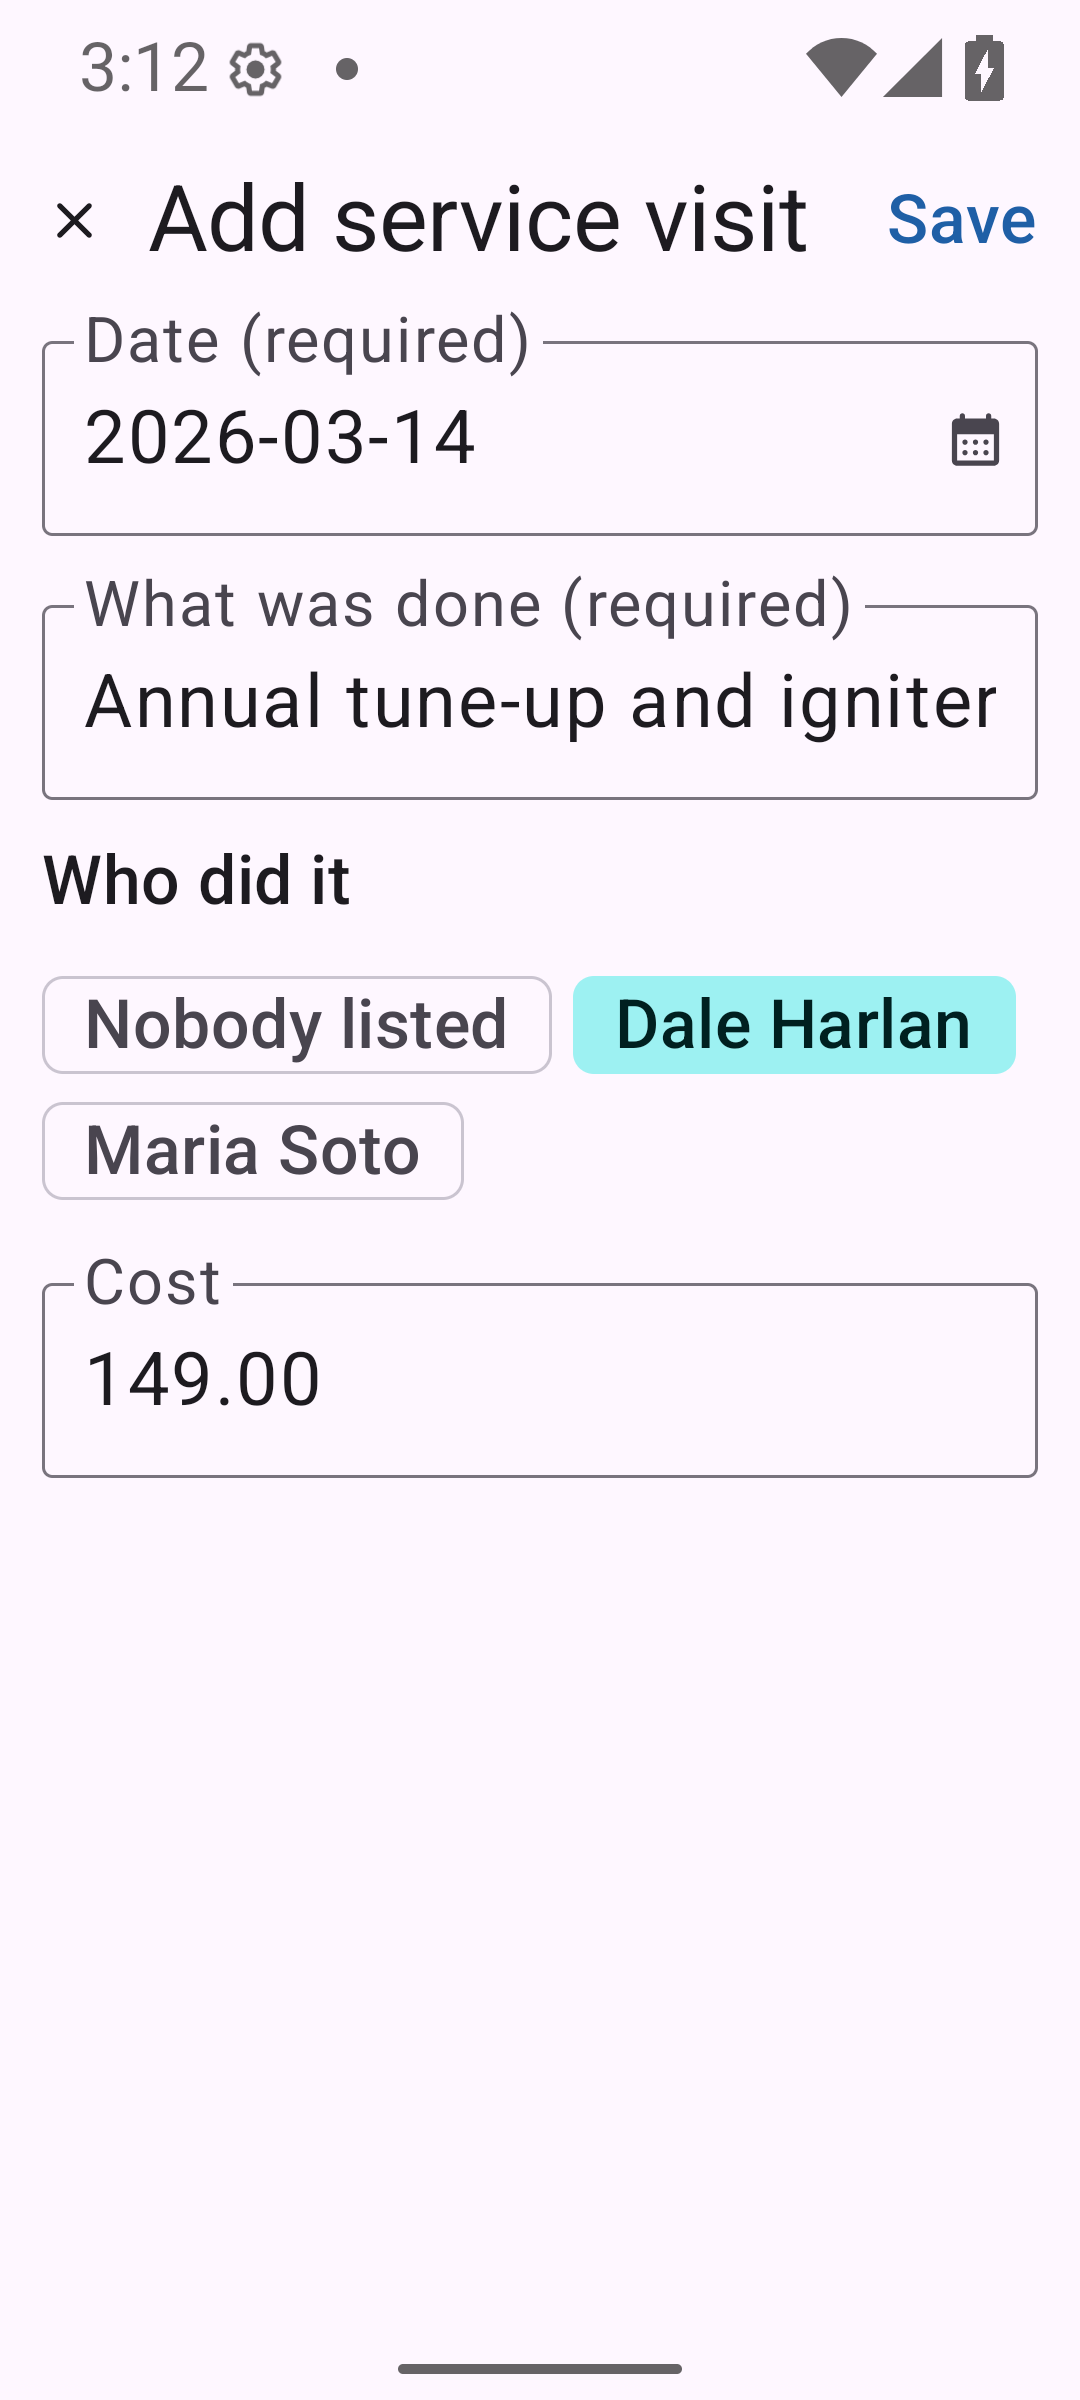 3:12
Add service visit
Save
Date (required)
2026-03-14
What was done (required)
Annual tune-up and igniter
Who did it
Nobody listed
Dale Harlan
Maria Soto
Cost
149.00